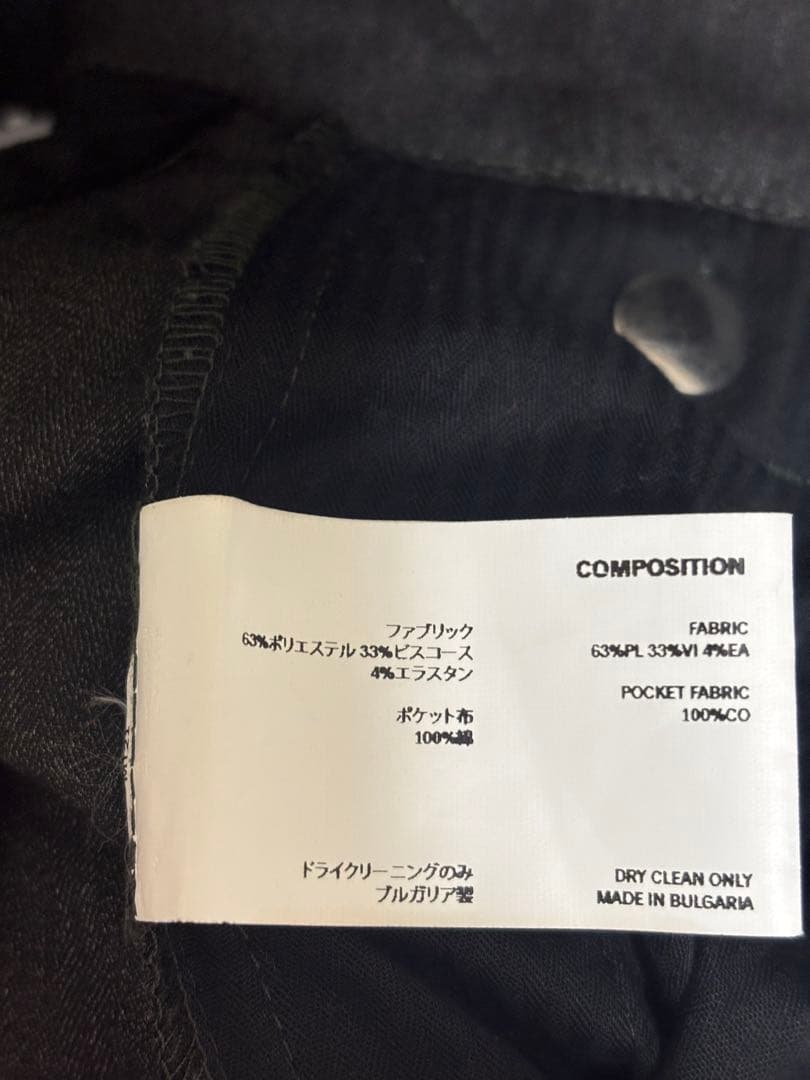 COMPOSITION
ファブリック
63%ポリエステル 33%ビスコース
4%エラスタン
ポケット布
100%綿
ドライクリーニングのみ
ブルガリア製
FABRIC
63%PL 33%VI 4%EA
POCKET FABRIC
100%CO
DRY CLEAN ONLY
MADE IN BULGARIA